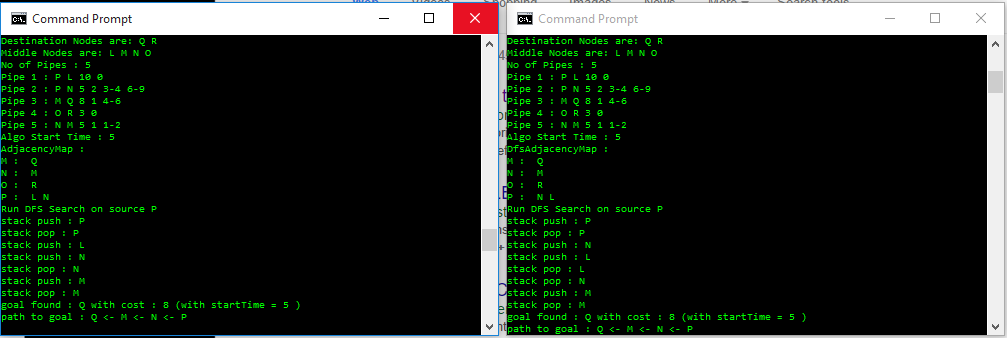 Command Prompt
Destination Nodes are: Q R
Middle Nodes are: L M N O
No of Pipes : 5
Pipe 1 : P L 10 0
Pipe 2 : P N 5 2 3-4 6-9
Pipe 3 : M Q 8 1 4-6
Pipe 4 : O R 3 0
Pipe 5 : N M 5 1 1-2
Algo Start Time : 5
AdjacencyMap :
M :  Q
N :  M
O :  R
P :  L N
Run DFS Search on source P
stack push : P
stack pop : P
stack push : L
stack push : N
stack pop : N
stack push : M
stack pop : M
goal found : Q with cost : 8 (with startTime = 5 )
path to goal : Q <- M <- N <- P
Command Prompt
Destination Nodes are: Q R
Middle Nodes are: L M N O
No of Pipes : 5
Pipe 1 : P L 10 0
Pipe 2 : P N 5 2 3-4 6-9
Pipe 3 : M Q 8 1 4-6
Pipe 4 : O R 3 0
Pipe 5 : N M 5 1 1-2
Algo Start Time : 5
DfsAdjacencyMap :
M :  Q
N :  M
O :  R
P :  N L
Run DFS Search on source P
stack push : P
stack pop : P
stack push : N
stack push : L
stack pop : L
stack pop : N
stack push : M
stack pop : M
goal found : Q with cost : 8 (with startTime = 5 )
path to goal : Q <- M <- N <- P